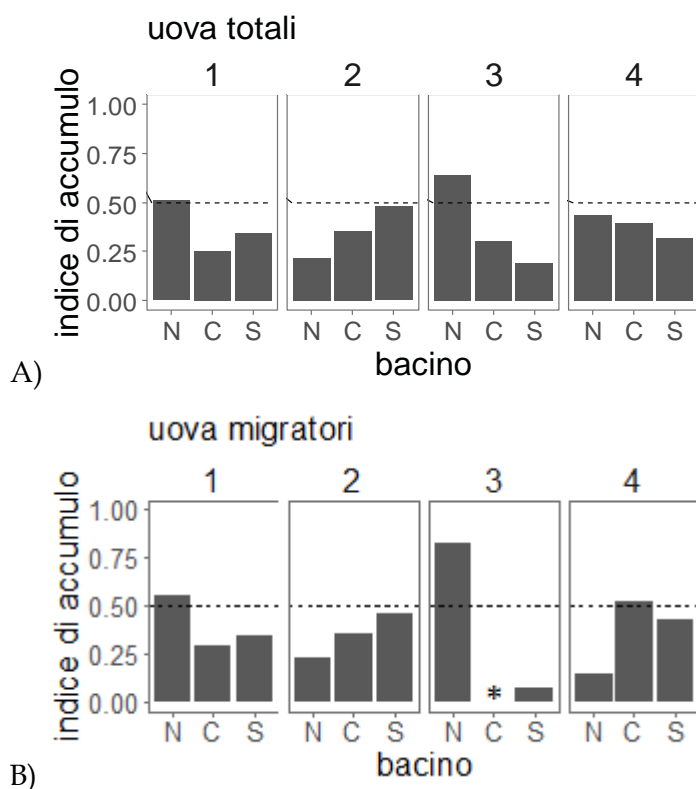 uova totali
1 2 3 4
indice di accumulo
1.00
0.75
0.50
0.25
0.00
N C S N C S N C S N C S
bacino
A)
uova migratori
1 2 3 4
indice di accumulo
1.00
0.75
0.50
0.25
0.00
*
N C S N C S N C S N C S
bacino
B)